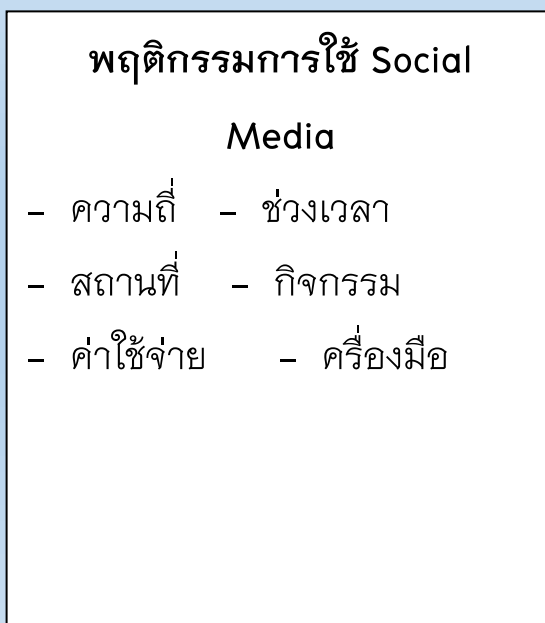 พฤติกรรมการใช้ Social
Media
- ความถี่ - ช่วงเวลา
- สถานที่ - กิจกรรม
- ค่าใช้จ่าย - ครื่องมือ